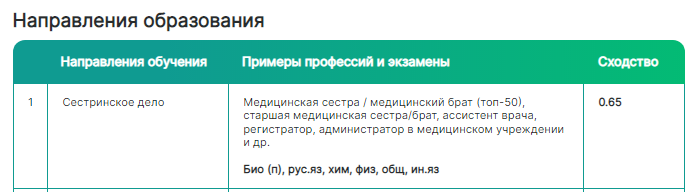 Направления образования
Направления обучения Примеры профессий и экзамены Сходство
1 Сестринское дело Медицинская сестра / медицинский брат (топ-50), 0.65
старшая медицинская сестра/брат, ассистент врача,
регистратор, администратор в медицинском учреждении
и др.
Био (п), рус.яз, хим, физ, общ, ин.яз